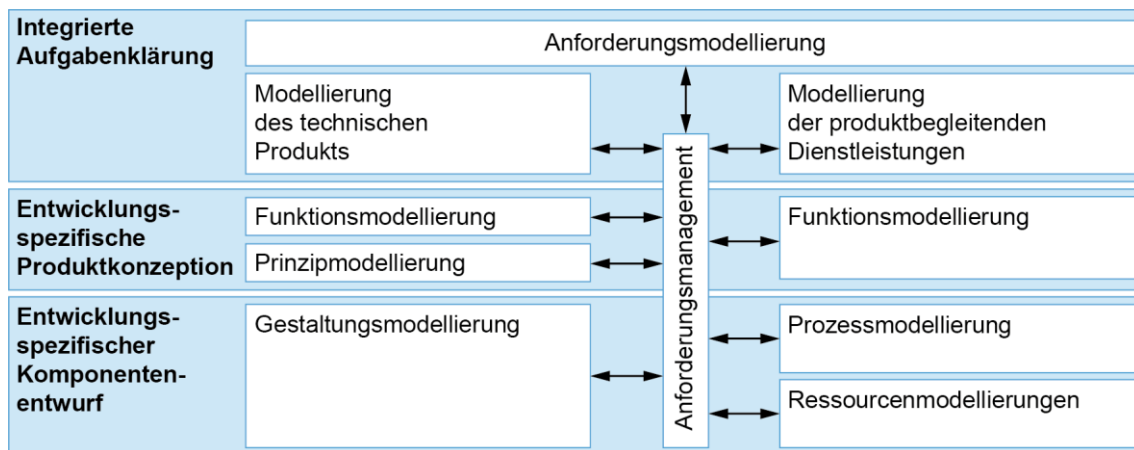 Integrierte
Aufgabenklärung
Anforderungsmodellierung
Modellierung
des technischen
Produkts
Modellierung
der produktbegleitenden
Dienstleistungen
Anforderungsmanagement
Entwicklungs-
spezifische
Produktkonzeption
Funktionsmodellierung
Prinzipmodellierung
Funktionsmodellierung
Entwicklungs-
spezifischer
Komponenten-
entwurf
Gestaltungsmodellierung
Prozessmodellierung
Ressourcenmodellierungen